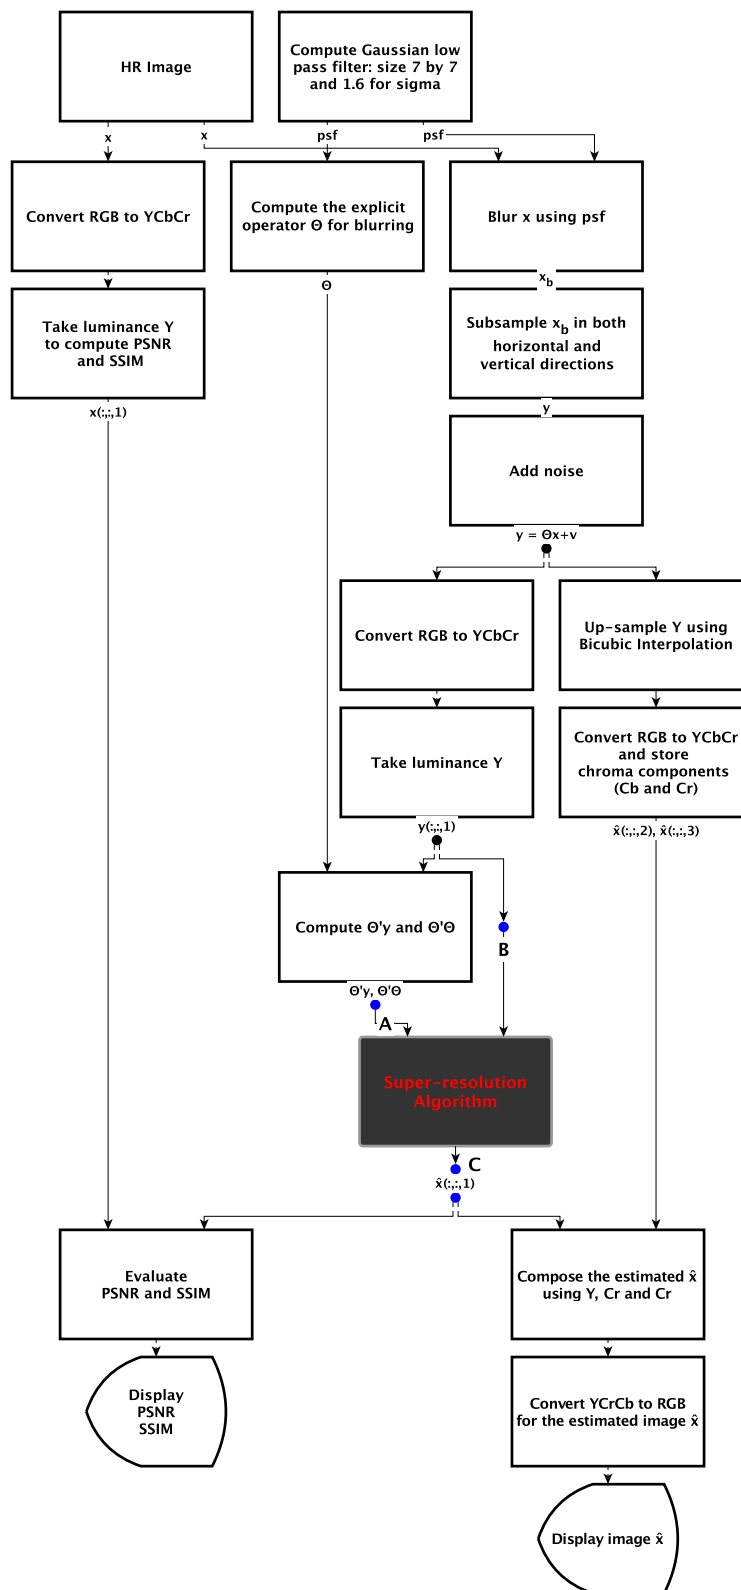 HR Image
Compute Gaussian low
pass filter: size 7 by 7
and 1.6 for sigma
x
x
psf
psf
Convert RGB to YCbCr
Compute the explicit
operator Θ for blurring
Blur x using psf
Θ
x_b
Take luminance Y
to compute PSNR
and SSIM
Subsample x_b in both
horizontal and
vertical directions
x(:,:,1)
y
Add noise
y = Θx+v
Convert RGB to YCbCr
Up-sample Y using
Bicubic Interpolation
Take luminance Y
Convert RGB to YCbCr
and store
chroma components
(Cb and Cr)
y(:,:,1)
x̂(:,:,2), x̂(:,:,3)
Compute Θ'y and Θ'Θ
B
Θ'y, Θ'Θ
A
Super-resolution
Algorithm
C
x̂(:,:,1)
Evaluate
PSNR and SSIM
Compose the estimated x̂
using Y, Cr and Cr
Display
PSNR
SSIM
Convert YCrCb to RGB
for the estimated image x̂
Display image x̂